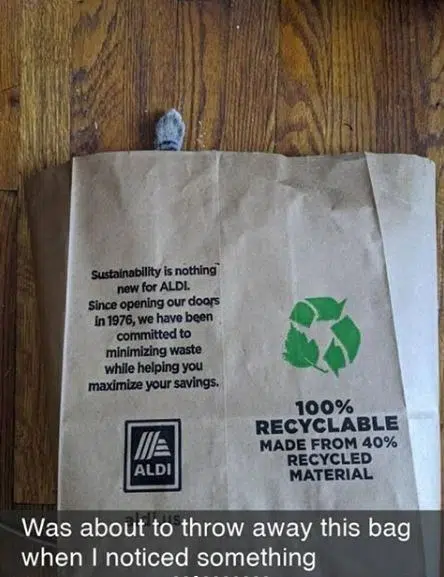 Sustainability is nothing
new for ALDI.
Since opening our doors
in 1976, we have been
committed to
minimizing waste
while helping you
maximize your savings.
ALDI
aldi.us
100%
RECYCLABLE
MADE FROM 40%
RECYCLED
MATERIAL
Was about to throw away this bag
when I noticed something